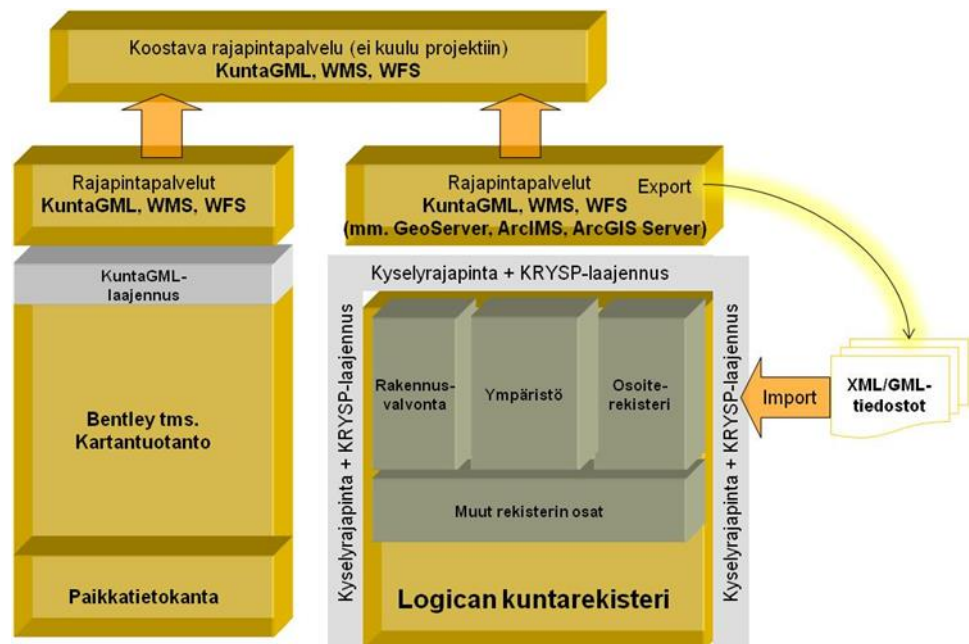 Koostava rajapintapalvelu (ei kuulu projektiin)
KuntaGML, WMS, WFS
Rajapintapalvelut
KuntaGML, WMS, WFS
Rajapintapalvelut
KuntaGML, WMS, WFS
(mm. GeoServer, ArcIMS, ArcGIS Server)
Export
KuntaGML-
laajennus
Bentley tms.
Kartantuotanto
Paikkatietokanta
Kyselyrajapinta + KRYSP-laajennus
Kyselyrajapinta + KRYSP-laajennus
Rakennus-
valvonta
Ympäristö
Osoite-
rekisteri
Muut rekisterin osat
Logican kuntarekisteri
Kyselyrajapinta + KRYSP-laajennus
Import
XML/GML-
tiedostot